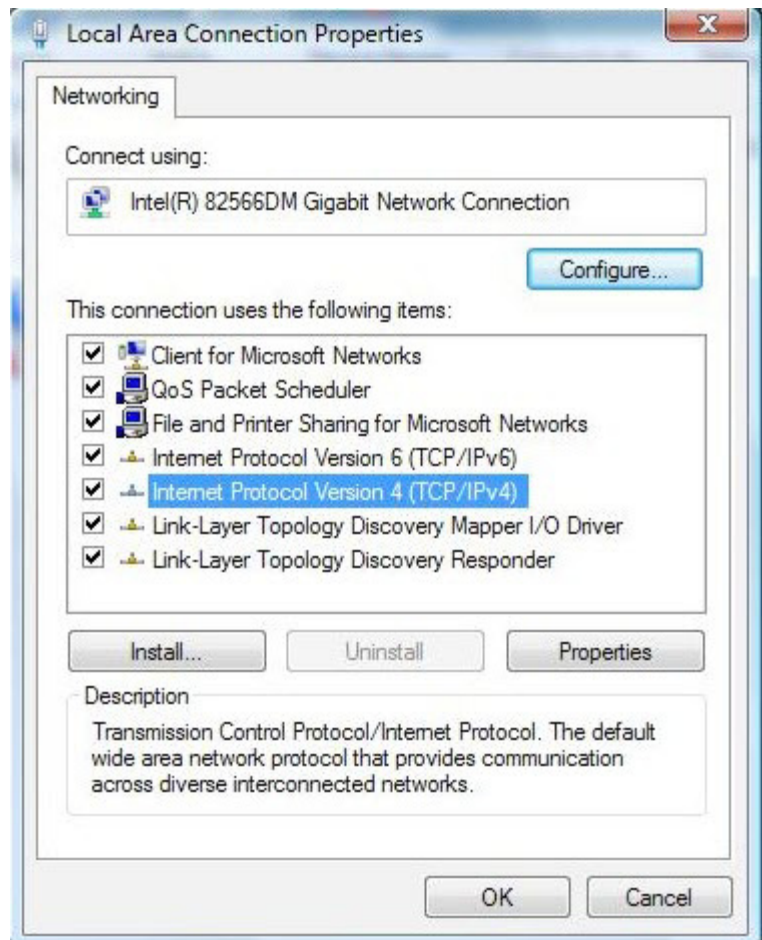 Local Area Connection Properties
Networking
Connect using:
Intel(R) 82566DM Gigabit Network Connection
Configure...
This connection uses the following items:
Client for Microsoft Networks
QoS Packet Scheduler
File and Printer Sharing for Microsoft Networks
Internet Protocol Version 6 (TCP/IPv6)
Internet Protocol Version 4 (TCP/IPv4)
Link-Layer Topology Discovery Mapper I/O Driver
Link-Layer Topology Discovery Responder
Install... Uninstall Properties
Description
Transmission Control Protocol/Internet Protocol. The default
wide area network protocol that provides communication
across diverse interconnected networks.
OK Cancel